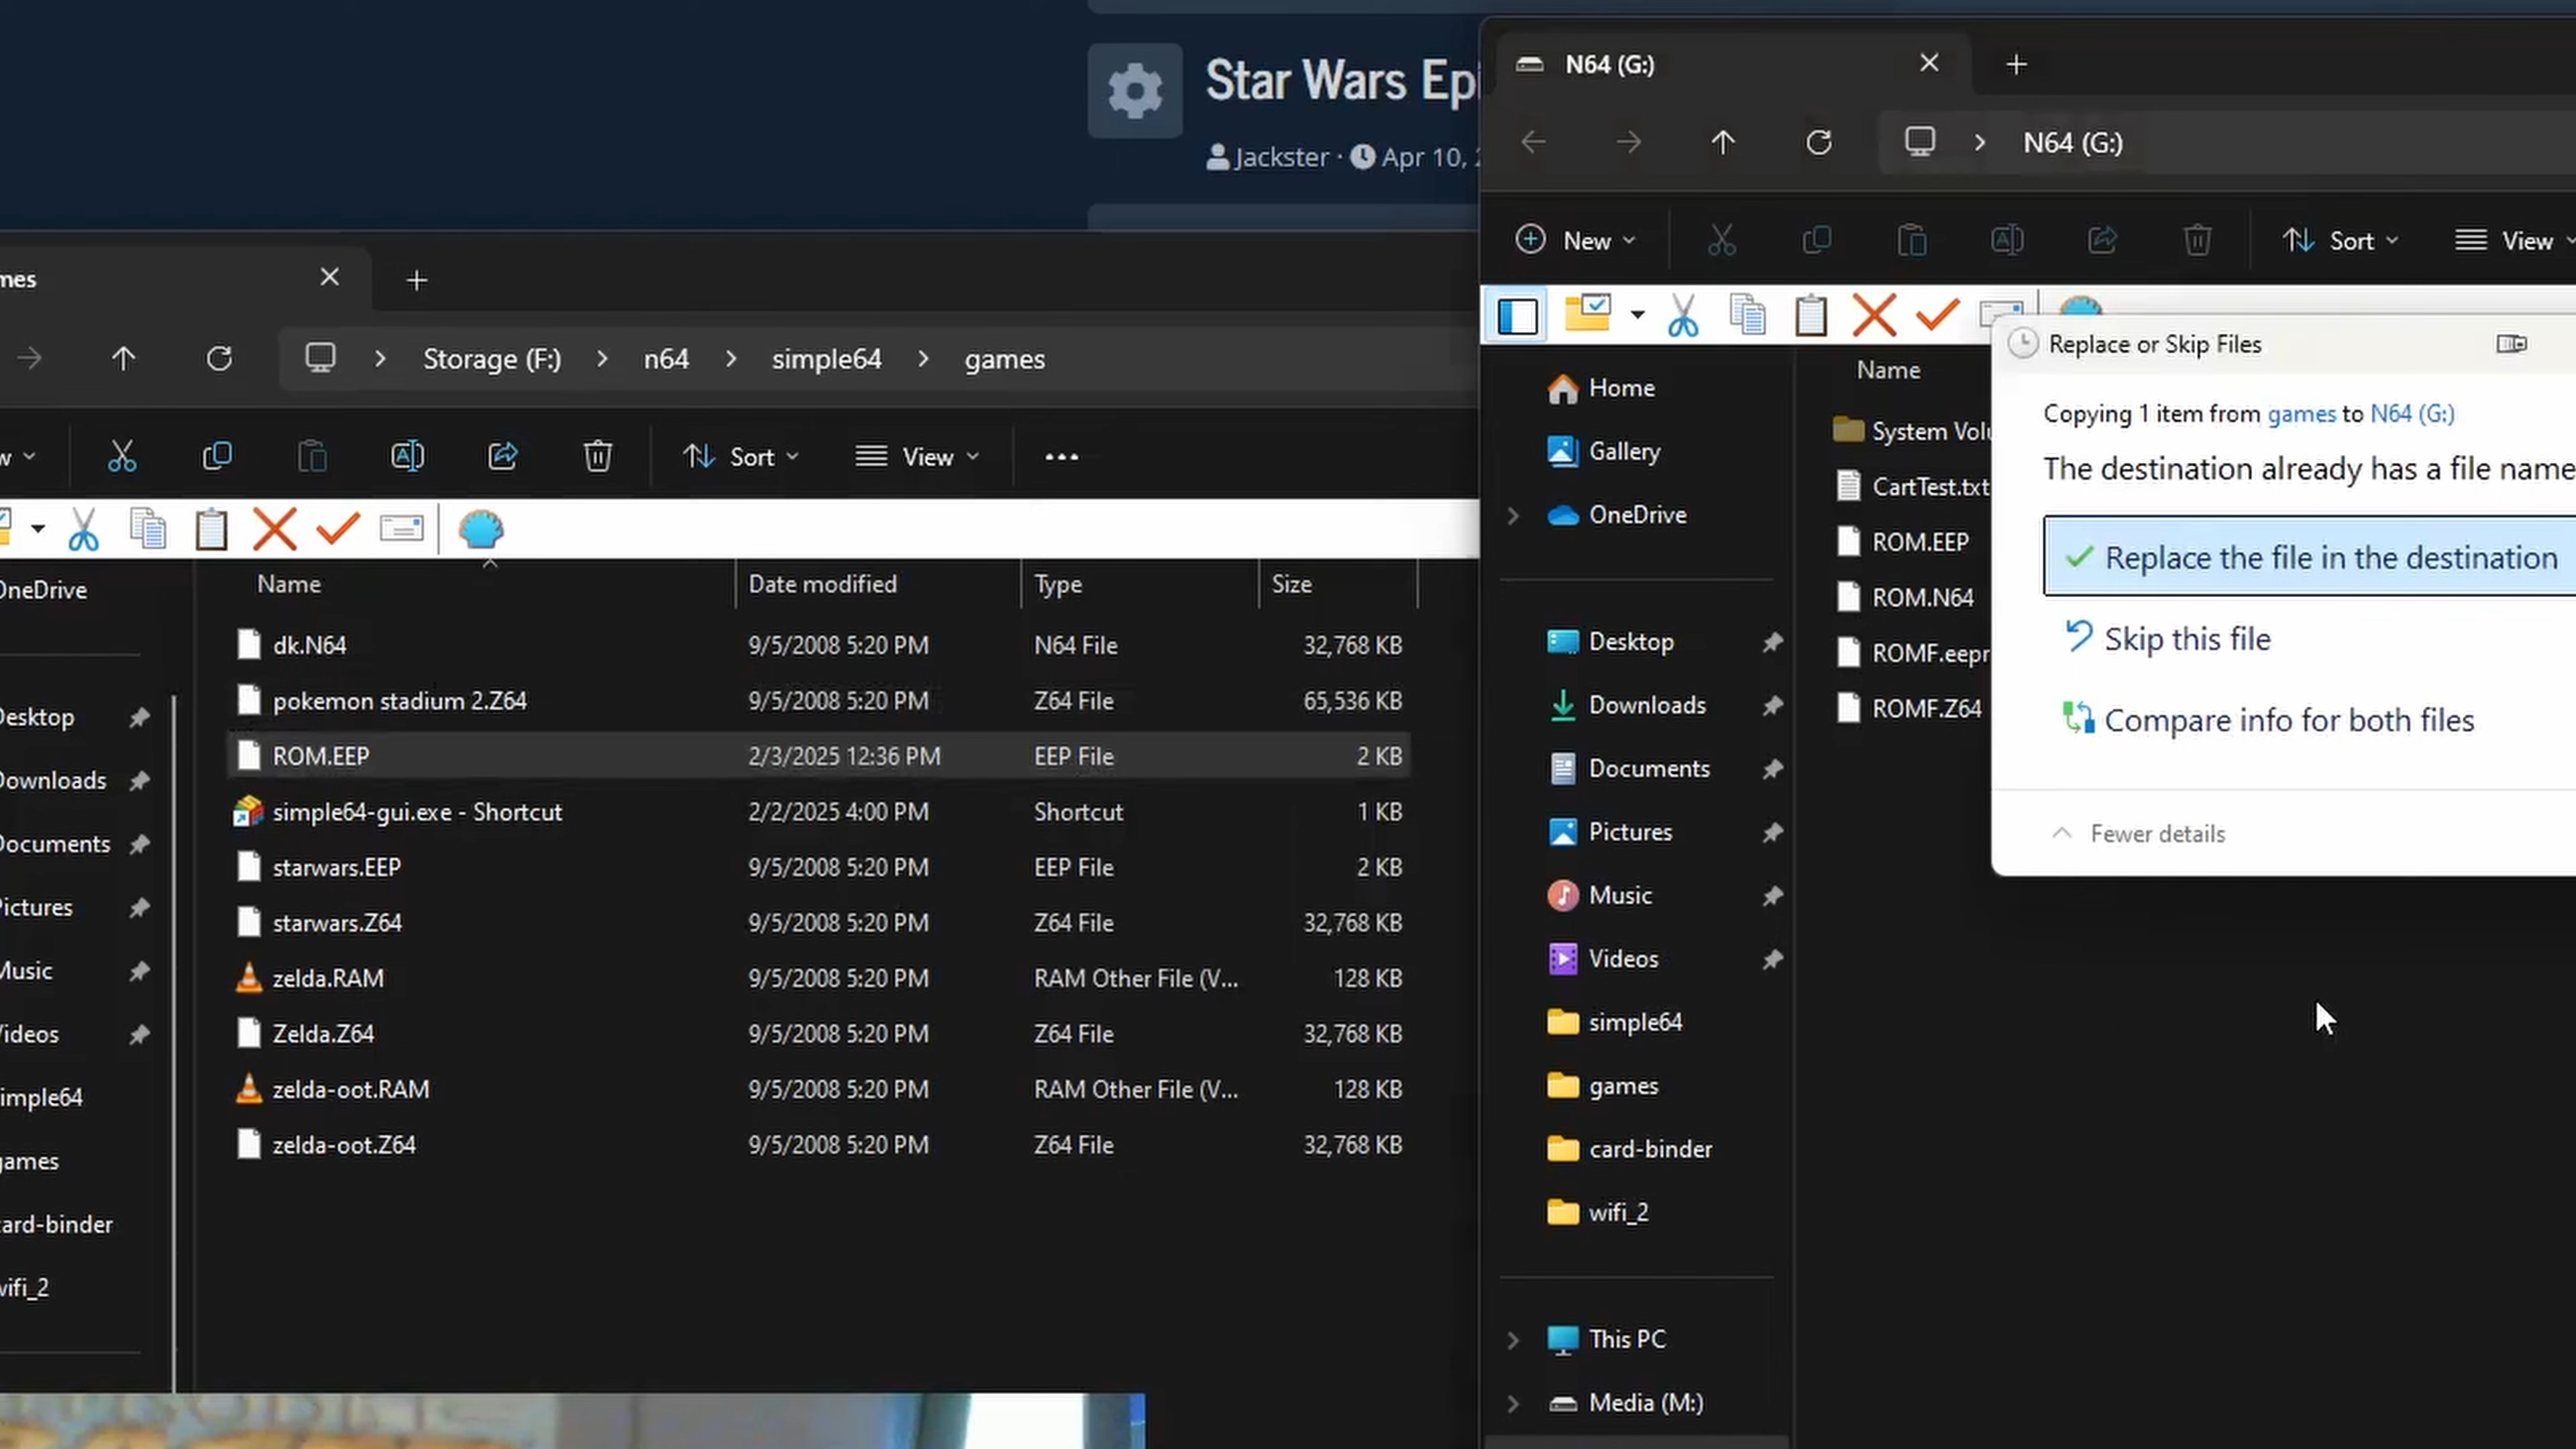 Star Wars Epi
Jackster · Apr 10, 2
N64 (G:)
N64 (G:)
New
Sort
View
Name
Home
Gallery
OneDrive
Desktop
Downloads
Documents
Pictures
Music
Videos
simple64
games
card-binder
wifi_2
This PC
Media (M:)
System Volu
CartTest.txt
ROM.EEP
ROM.N64
ROMF.eepr
ROMF.Z64
Replace or Skip Files
Copying 1 item from games to N64 (G:)
The destination already has a file name
Replace the file in the destination
Skip this file
Compare info for both files
Fewer details
mes
Storage (F:) > n64 > simple64 > games
w
Sort
View
OneDrive
Desktop
Downloads
Documents
Pictures
Music
Videos
simple64
games
card-binder
wifi_2
Name Date modified Type Size
dk.N64 9/5/2008 5:20 PM N64 File 32,768 KB
pokemon stadium 2.Z64 9/5/2008 5:20 PM Z64 File 65,536 KB
ROM.EEP 2/3/2025 12:36 PM EEP File 2 KB
simple64-gui.exe - Shortcut 2/2/2025 4:00 PM Shortcut 1 KB
starwars.EEP 9/5/2008 5:20 PM EEP File 2 KB
starwars.Z64 9/5/2008 5:20 PM Z64 File 32,768 KB
zelda.RAM 9/5/2008 5:20 PM RAM Other File (V... 128 KB
Zelda.Z64 9/5/2008 5:20 PM Z64 File 32,768 KB
zelda-oot.RAM 9/5/2008 5:20 PM RAM Other File (V... 128 KB
zelda-oot.Z64 9/5/2008 5:20 PM Z64 File 32,768 KB